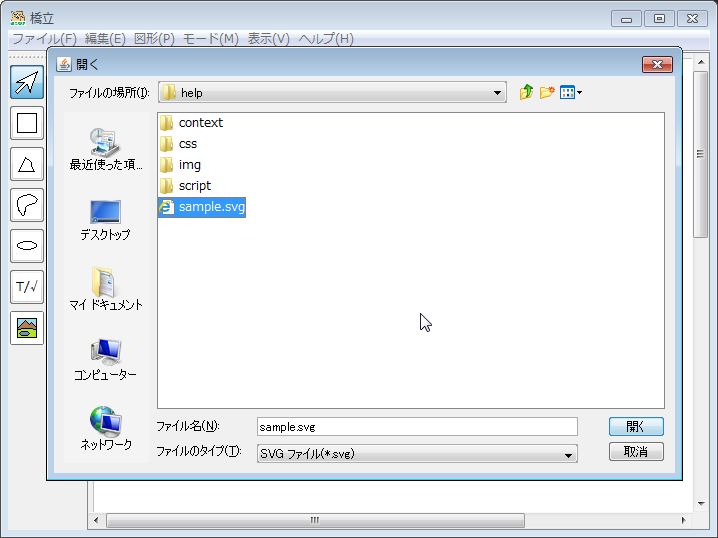 橋立
ファイル(F) 編集(E) 図形(P) モード(M) 表示(V) ヘルプ(H)
開く
ファイルの場所(I):
help
context
css
img
script
sample.svg
最近使った項...
デスクトップ
マイ ドキュメント
コンピューター
ネットワーク
T/√
ファイル名(N):
sample.svg
開く
ファイルのタイプ(T):
SVG ファイル(*.svg)
取消